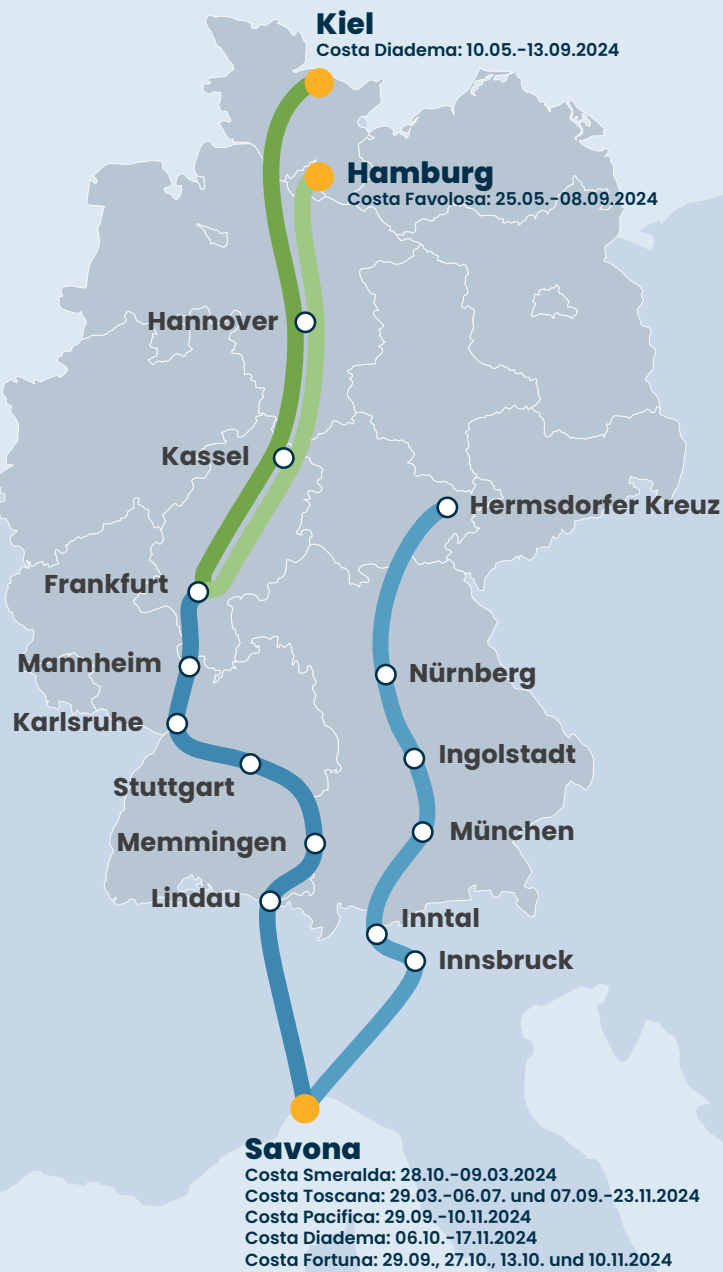 Kiel
Costa Diadema: 10.05.-13.09.2024
Hamburg
Costa Favolosa: 25.05.-08.09.2024
Hannover
Kassel
Hermsdorfer Kreuz
Frankfurt
Mannheim
Nürnberg
Karlsruhe
Ingolstadt
Stuttgart
München
Memmingen
Lindau
Inntal
Innsbruck
Savona
Costa Smeralda: 28.10.-09.03.2024
Costa Toscana: 29.03.-06.07. und 07.09.-23.11.2024
Costa Pacifica: 29.09.-10.11.2024
Costa Diadema: 06.10.-17.11.2024
Costa Fortuna: 29.09., 27.10., 13.10. und 10.11.2024